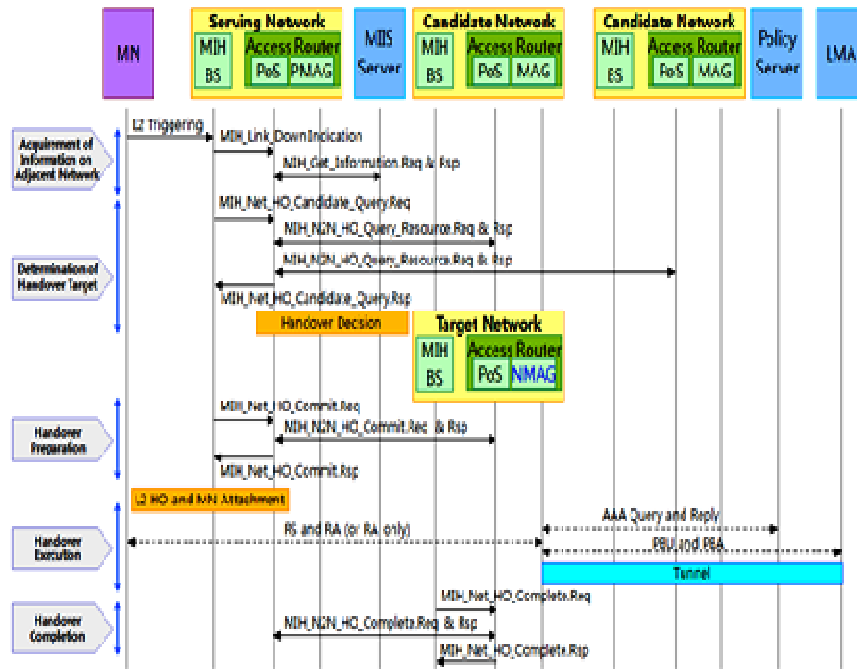 Serving Network
Candidate Network
Candidate Network
MN
MIH
BS
Access Router
PoS
PMAG
MIIS
Server
MIH
BS
Access Router
PoS
MAG
MIH
BS
Access Router
PoS
MAG
Policy
Server
LMA
L2 Triggering
MIH_Link_Down Indication
Acquirement of
Information on
Adjacent Network
MIH_Get_Information.Req & Rsp
MIH_Net_HO_Candidate_Query.Req
MIH_N2N_HO_Query_Resource.Req & Rsp
MIH_N2N_HO_Query_Resource.Req & Rsp
Determination of
Handover Target
MIH_Net_HO_Candidate_Query.Rsp
Handover Decision
Target Network
MIH
BS
Access Router
PoS
NMAG
MIH_Net_HO_Commit.Req
MIH_N2N_HO_Commit.Req & Rsp
Handover
Preparation
MIH_Net_HO_Commit.Rsp
L2 HO and MN Attachment
RS and RA (or RA only)
AAA Query and Reply
Handover
Execution
PBU and PBA
Tunnel
MIH_Net_HO_Complete.Req
MIH_N2N_HO_Complete.Req & Rsp
Handover
Completion
MIH_Net_HO_Complete.Rsp